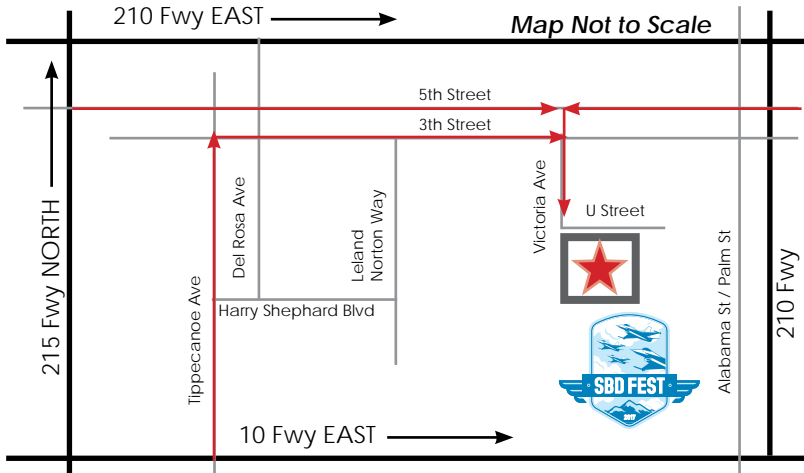 210 Fwy EAST
Map Not to Scale
5th Street
3th Street
215 Fwy NORTH
Tippecanoe Ave
Del Rosa Ave
Leland
Norton Way
Victoria Ave
U Street
Harry Shephard Blvd
Alabama St / Palm St
210 Fwy
SBD FEST
2017
10 Fwy EAST